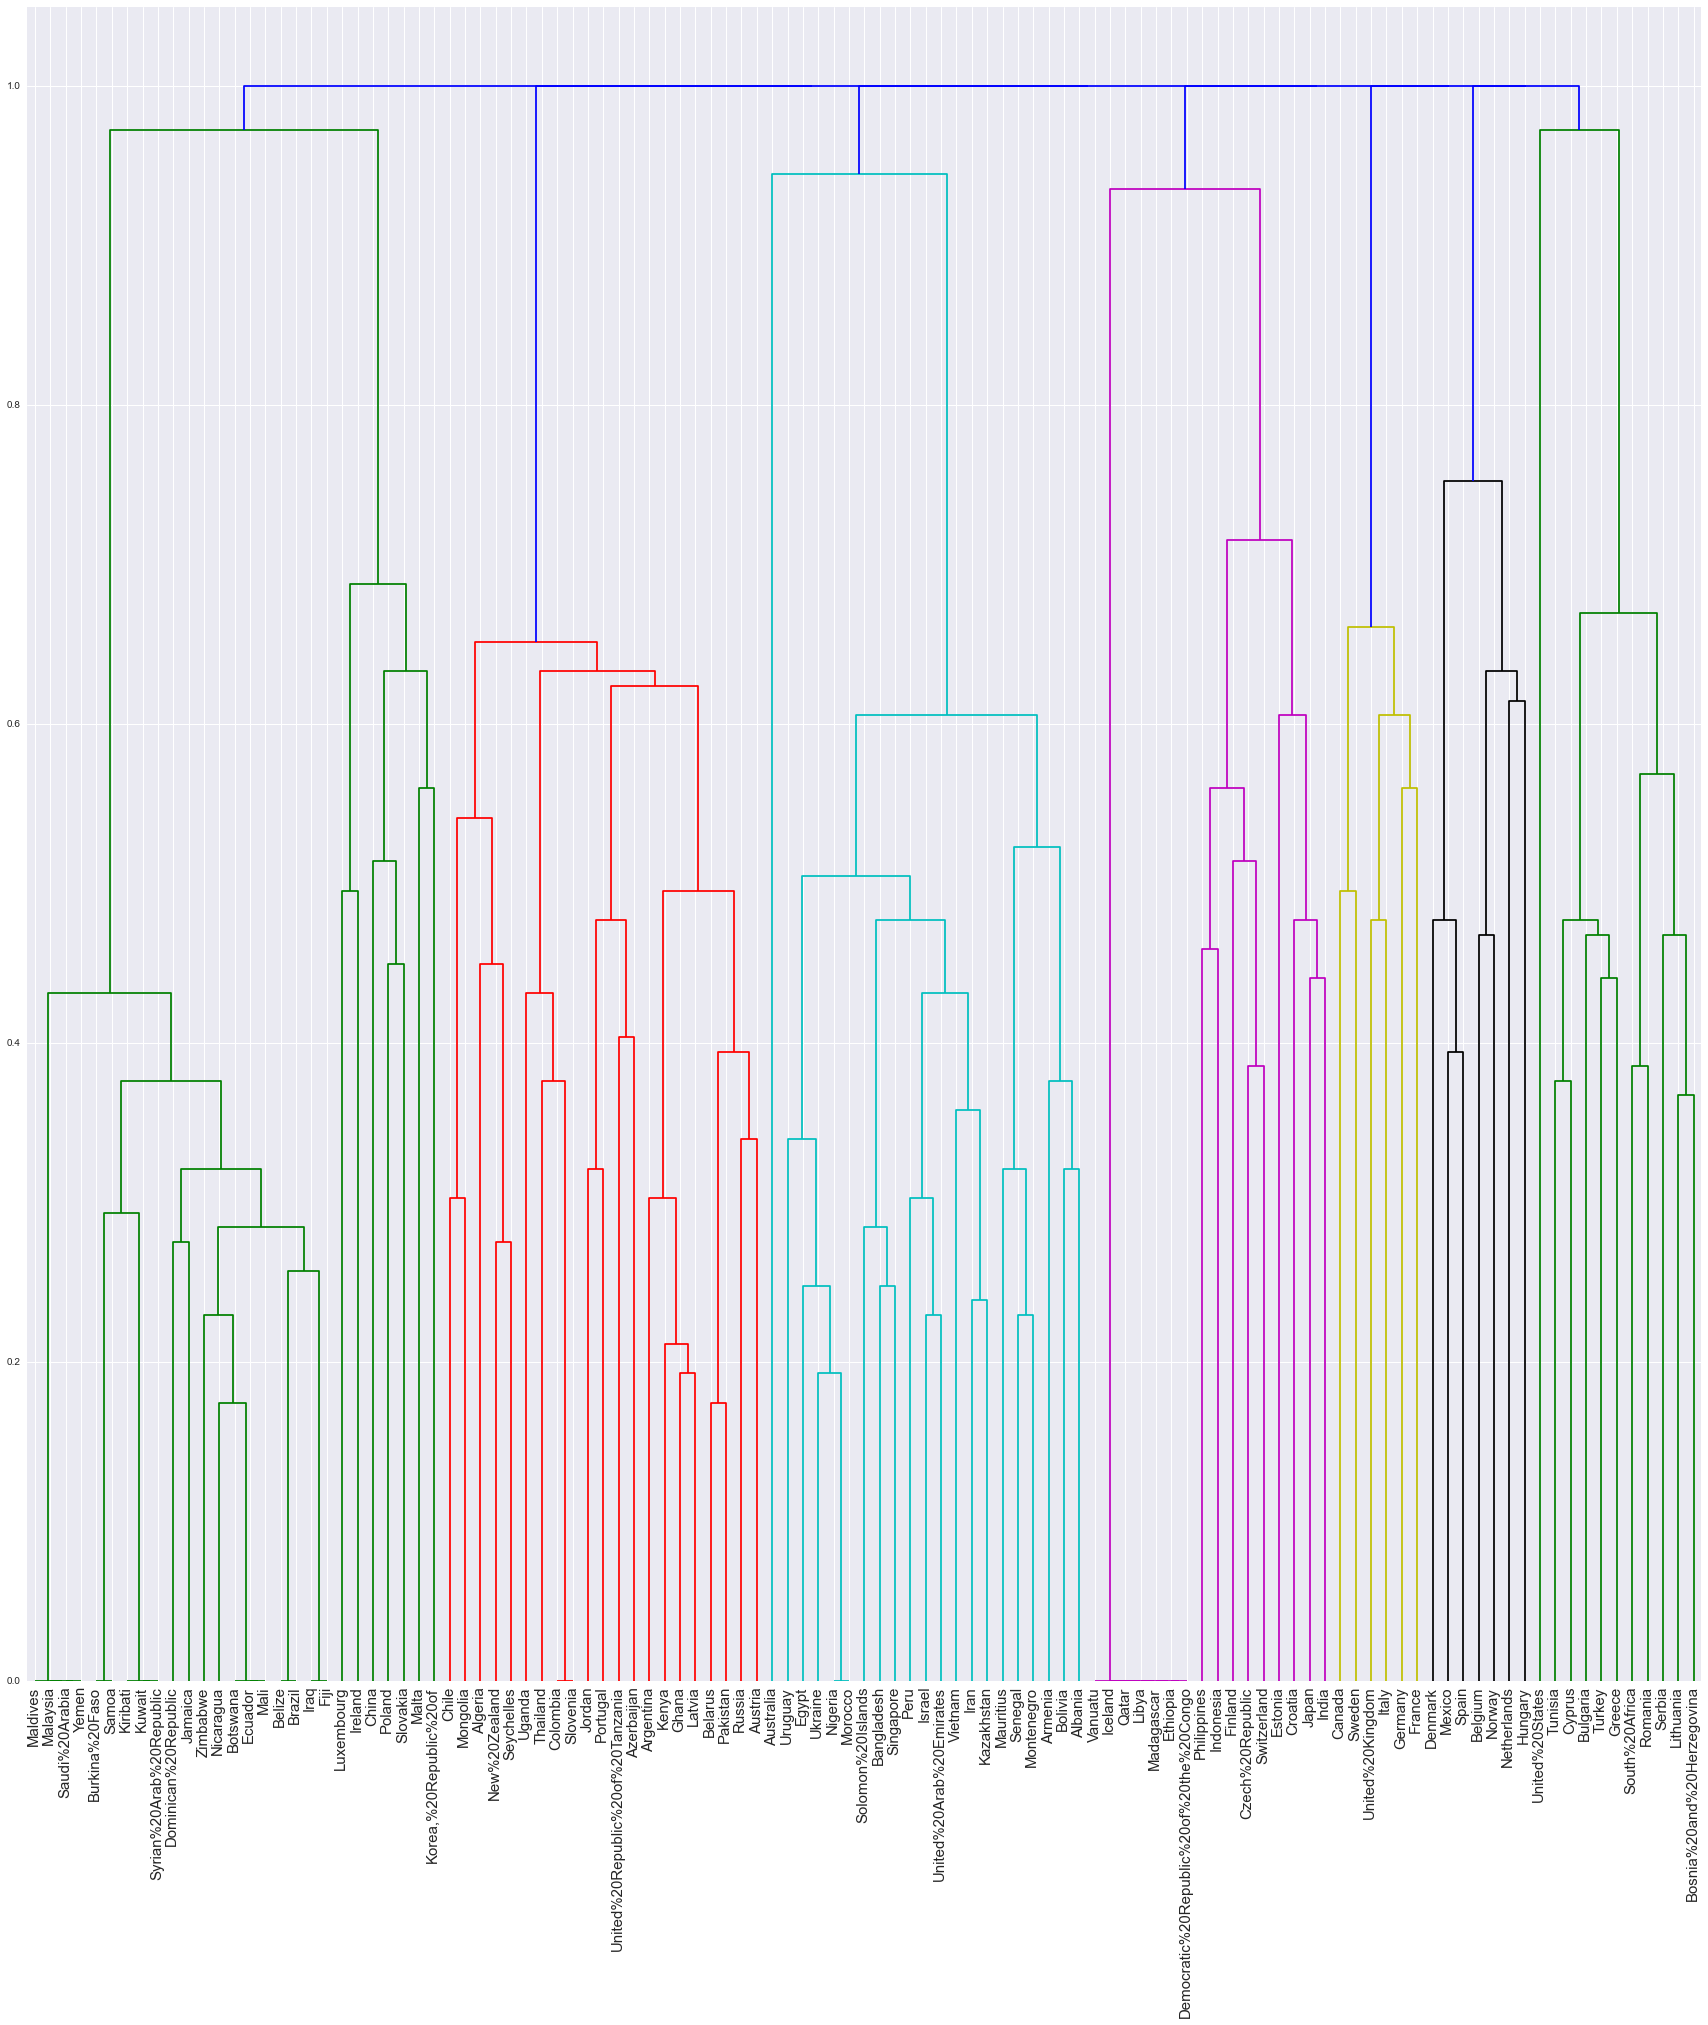 1.0
0.8
0.6
0.4
0.2
0.0
Maldives
Malaysia
Saudi%20Arabia
Yemen
Burkina%20Faso
Samoa
Kiribati
Kuwait
Syrian%20Arab%20Republic
Dominican%20Republic
Jamaica
Zimbabwe
Nicaragua
Botswana
Ecuador
Mali
Belize
Brazil
Iraq
Fiji
Luxembourg
Ireland
China
Poland
Slovakia
Malta
Korea,%20Republic%20of
Chile
Mongolia
Algeria
New%20Zealand
Seychelles
Uganda
Thailand
Colombia
Slovenia
Jordan
Portugal
United%20Republic%20of%20Tanzania
Azerbaijan
Argentina
Kenya
Ghana
Latvia
Belarus
Pakistan
Russia
Austria
Australia
Uruguay
Egypt
Ukraine
Nigeria
Morocco
Solomon%20Islands
Bangladesh
Singapore
Peru
Israel
United%20Arab%20Emirates
Vietnam
Iran
Kazakhstan
Mauritius
Senegal
Montenegro
Armenia
Bolivia
Albania
Vanuatu
Iceland
Qatar
Libya
Madagascar
Ethiopia
Democratic%20Republic%20of%20the%20Congo
Philippines
Indonesia
Finland
Czech%20Republic
Switzerland
Estonia
Croatia
Japan
India
Canada
Sweden
United%20Kingdom
Italy
Germany
France
Denmark
Mexico
Spain
Belgium
Norway
Netherlands
Hungary
United%20States
Tunisia
Cyprus
Bulgaria
Turkey
Greece
South%20Africa
Romania
Serbia
Lithuania
Bosnia%20and%20Herzegovina